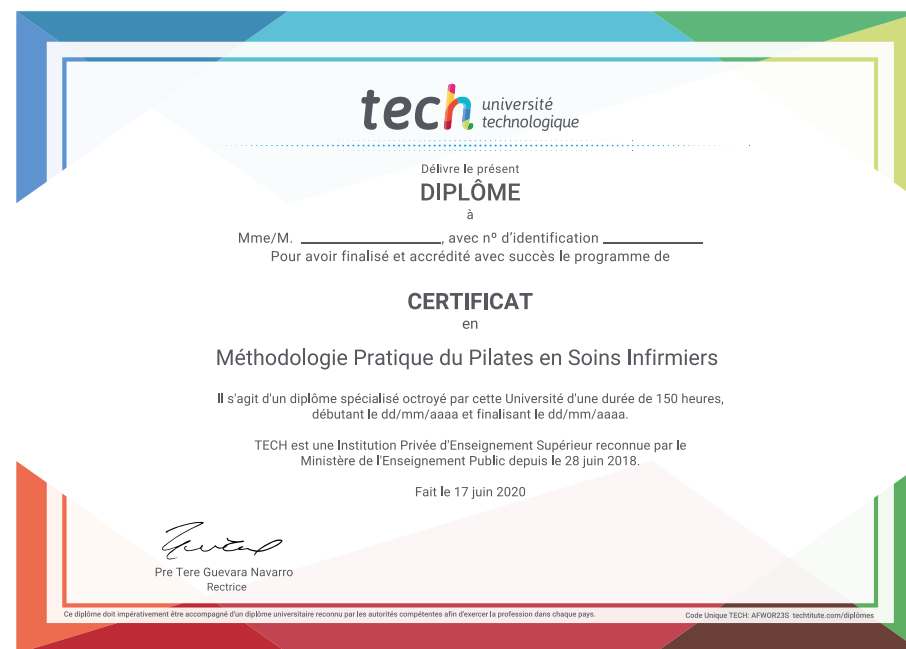 tech université
technologique
Délivre le présent
DIPLÔME
à
Mme/M. ____________________, avec nº d'identification ______________
Pour avoir finalisé et accrédité avec succès le programme de
CERTIFICAT
en
Méthodologie Pratique du Pilates en Soins Infirmiers
Il s'agit d'un diplôme spécialisé octroyé par cette Université d'une durée de 150 heures,
débutant le dd/mm/aaaa et finalisant le dd/mm/aaaa.
TECH est une Institution Privée d'Enseignement Supérieur reconnue par le
Ministère de l'Enseignement Public depuis le 28 juin 2018.
Fait le 17 juin 2020
Pre Tere Guevara Navarro
Rectrice
Ce diplôme doit impérativement être accompagné d'un diplôme universitaire reconnu par les autorités compétentes afin d'exercer la profession dans chaque pays.
Code Unique TECH: AFWOR23S techtitute.com/diplômes